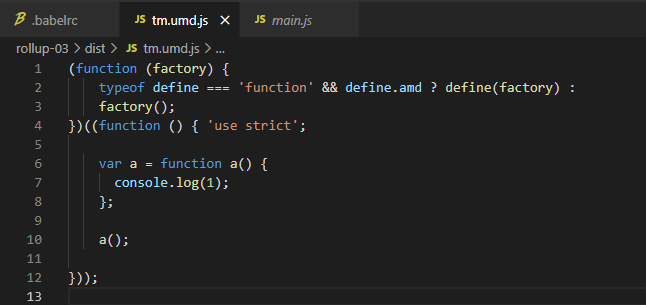 .babelrc JS tm.umd.js × JS main.js
rollup-03 > dist > JS tm.umd.js > ...
1 (function (factory) {
2     typeof define === 'function' && define.amd ? define(factory) :
3     factory();
4 })((function () { 'use strict';
5
6     var a = function a() {
7       console.log(1);
8     };
9
10     a();
11
12 }));
13